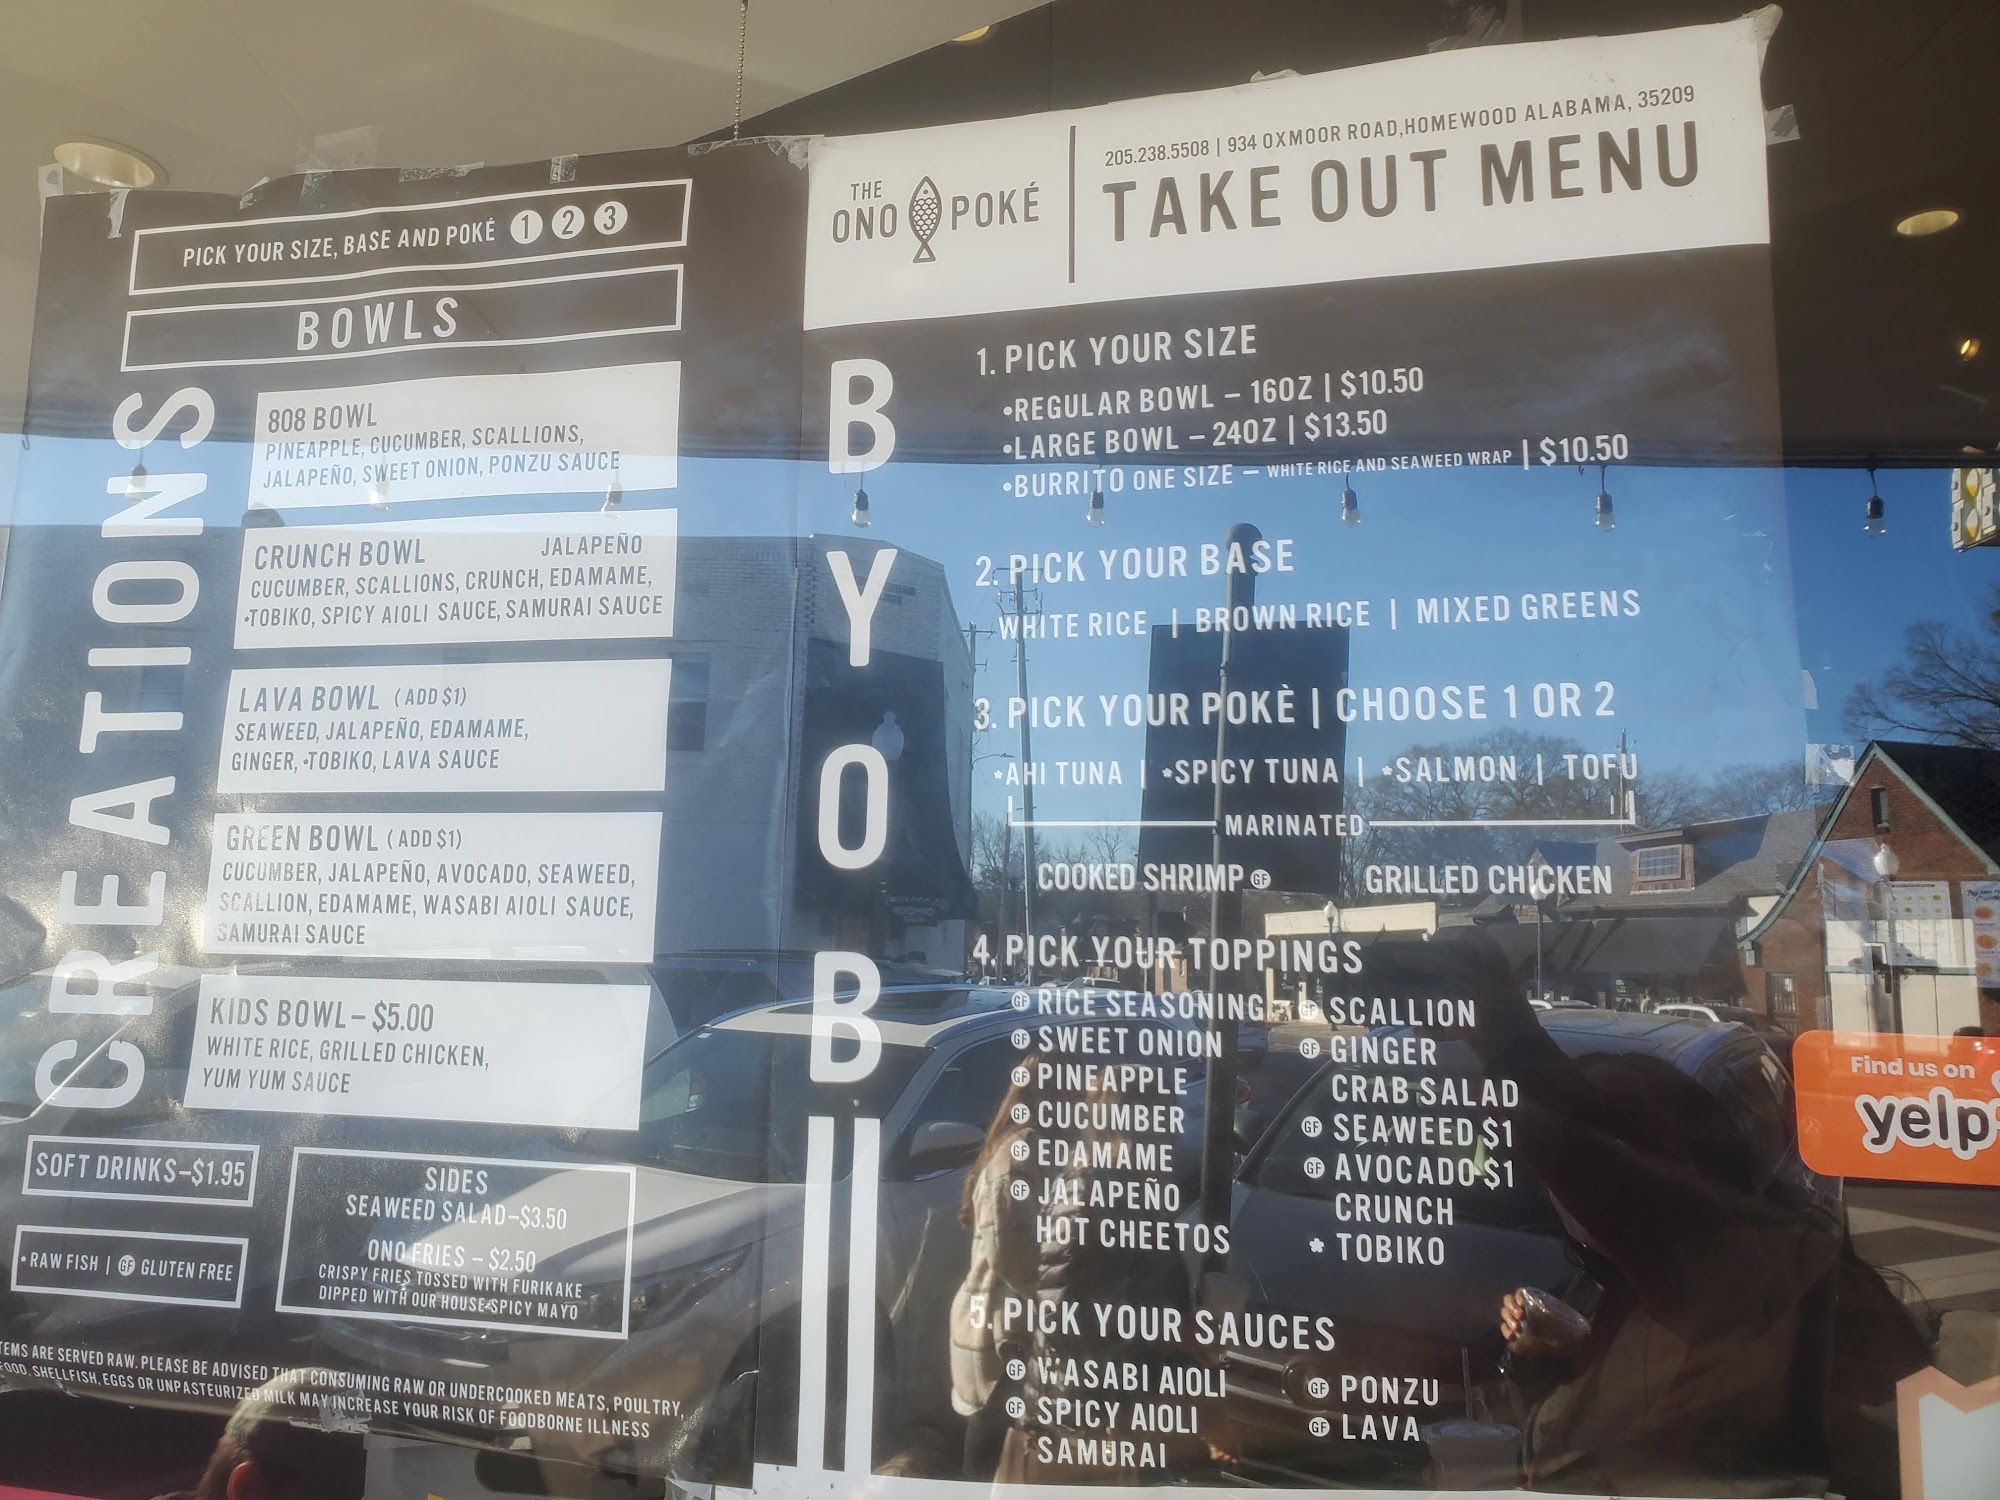 PICK YOUR SIZE, BASE AND POKÉ 1 2 3
BOWLS
CREATIONS
808 BOWL
PINEAPPLE, CUCUMBER, SCALLIONS,
JALAPEÑO, SWEET ONION, PONZU SAUCE
CRUNCH BOWL JALAPEÑO
CUCUMBER, SCALLIONS, CRUNCH, EDAMAME,
*TOBIKO, SPICY AIOLI SAUCE, SAMURAI SAUCE
LAVA BOWL (ADD $1)
SEAWEED, JALAPEÑO, EDAMAME,
GINGER, *TOBIKO, LAVA SAUCE
GREEN BOWL (ADD $1)
CUCUMBER, JALAPEÑO, AVOCADO, SEAWEED,
SCALLION, EDAMAME, WASABI AIOLI SAUCE,
SAMURAI SAUCE
KIDS BOWL – $5.00
WHITE RICE, GRILLED CHICKEN,
YUM YUM SAUCE
SOFT DRINKS–$1.95
* RAW FISH | GF GLUTEN FREE
SIDES
SEAWEED SALAD–$3.50
ONO FRIES – $2.50
CRISPY FRIES TOSSED WITH FURIKAKE
DIPPED WITH OUR HOUSE SPICY MAYO
TEMS ARE SERVED RAW. PLEASE BE ADVISED THAT CONSUMING RAW OR UNDERCOOKED MEATS, POULTRY,
FOOD, SHELLFISH, EGGS OR UNPASTEURIZED MILK MAY INCREASE YOUR RISK OF FOODBORNE ILLNESS
THE
ONO POKÉ
205.238.5508 | 934 OXMOOR ROAD,HOMEWOOD ALABAMA, 35209
TAKE OUT MENU
BYOB
1. PICK YOUR SIZE
•REGULAR BOWL – 16OZ | $10.50
•LARGE BOWL – 24OZ | $13.50
•BURRITO ONE SIZE – WHITE RICE AND SEAWEED WRAP | $10.50
2. PICK YOUR BASE
WHITE RICE | BROWN RICE | MIXED GREENS
3. PICK YOUR POKÈ | CHOOSE 1 OR 2
*AHI TUNA | *SPICY TUNA | *SALMON | TOFU
MARINATED
COOKED SHRIMP GF GRILLED CHICKEN
4. PICK YOUR TOPPINGS
GF RICE SEASONING
GF SWEET ONION
GF PINEAPPLE
GF CUCUMBER
GF EDAMAME
GF JALAPEÑO
HOT CHEETOS
GF SCALLION
GF GINGER
CRAB SALAD
GF SEAWEED $1
GF AVOCADO $1
CRUNCH
* TOBIKO
5. PICK YOUR SAUCES
GF WASABI AIOLI
GF SPICY AIOLI
SAMURAI
GF PONZU
GF LAVA
Find us on
yelp